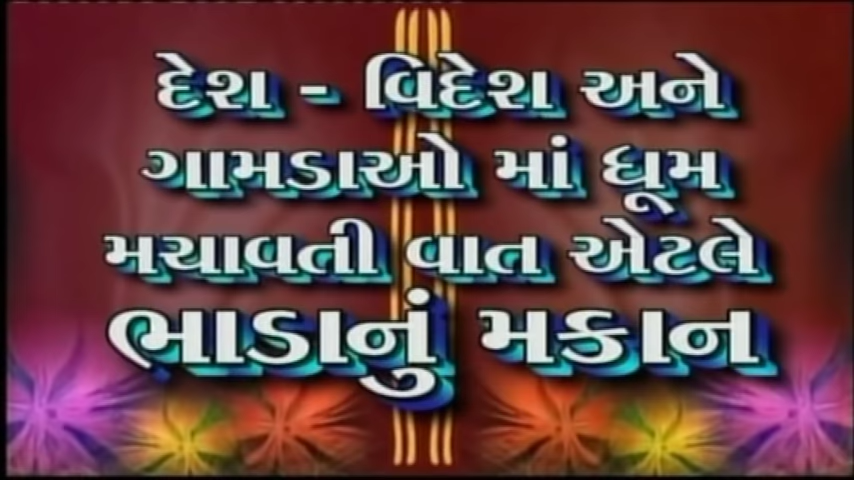 દેશ - વિદેશ અને
ગામડાઓ માં ધૂમ
મચાવતી વાત એટલે
ભાડાનું મકાન